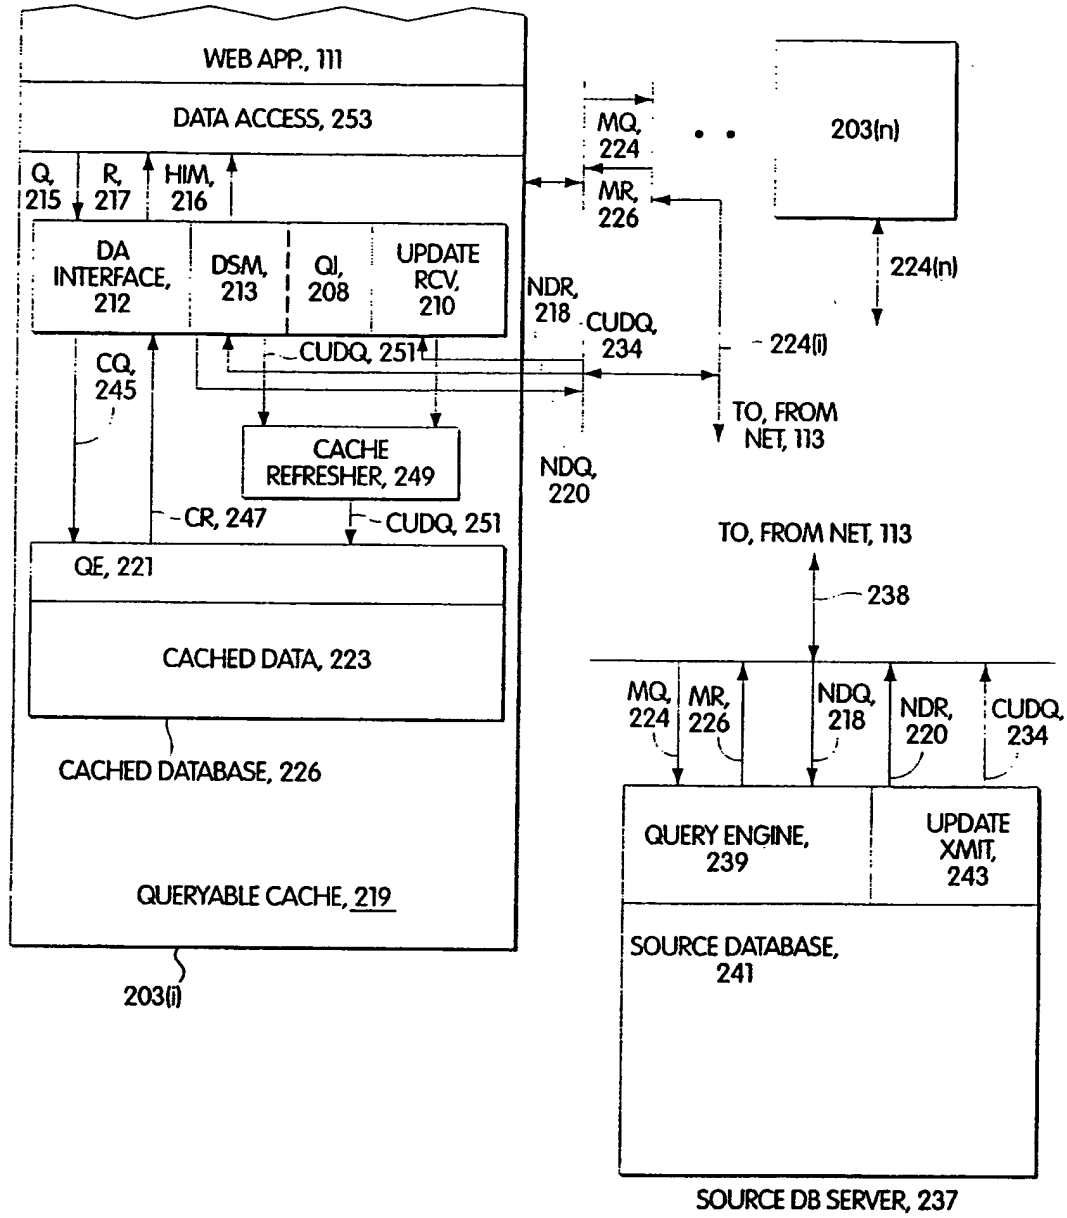 WEB APP., 111
DATA ACCESS, 253
Q,
215
R,
217
HIM,
216
DA
INTERFACE,
212
DSM,
213
QI,
208
UPDATE
RCV,
210
CQ,
245
CUDQ, 251
CACHE
REFRESHER, 249
CR, 247
CUDQ, 251
QE, 221
CACHED DATA, 223
CACHED DATABASE, 226
QUERYABLE CACHE, 219
203(i)
MQ,
224
MR,
226
203(n)
224(n)
NDR,
218
CUDQ,
234
224(i)
TO, FROM
NET, 113
NDQ,
220
TO, FROM NET, 113
238
MQ,
224
MR,
226
NDQ,
218
NDR,
220
CUDQ,
234
QUERY ENGINE,
239
UPDATE
XMIT,
243
SOURCE DATABASE,
241
SOURCE DB SERVER, 237